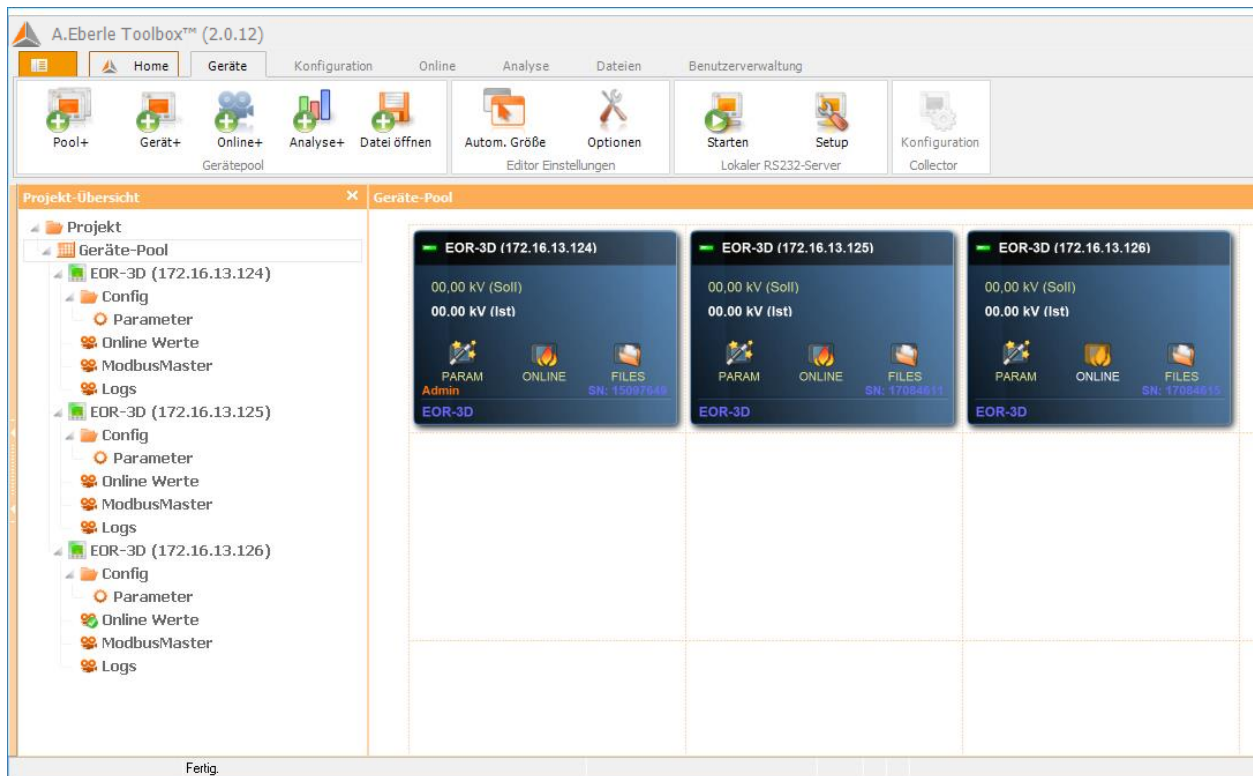 A.Eberle Toolbox™ (2.0.12)
Home Geräte Konfiguration Online Analyse Dateien Benutzerverwaltung
Pool+ Gerät+ Online+ Analyse+ Datei öffnen Autom. Größe Optionen Starten Setup Konfiguration
Gerätepool Editor Einstellungen Lokaler RS232-Server Collector
Projekt-Übersicht
Projekt
Geräte-Pool
EOR-3D (172.16.13.124)
Config
Parameter
Online Werte
ModbusMaster
Logs
EOR-3D (172.16.13.125)
Config
Parameter
Online Werte
ModbusMaster
Logs
EOR-3D (172.16.13.126)
Config
Parameter
Online Werte
ModbusMaster
Logs
Geräte-Pool
EOR-3D (172.16.13.124)
00,00 kV (Soll)
00.00 kV (Ist)
PARAM ONLINE FILES
Admin SN: 15097649
EOR-3D
EOR-3D (172.16.13.125)
00,00 kV (Soll)
00.00 kV (Ist)
PARAM ONLINE FILES
SN: 17084611
EOR-3D
EOR-3D (172.16.13.126)
00,00 kV (Soll)
00.00 kV (Ist)
PARAM ONLINE FILES
SN: 17084615
EOR-3D
Fertig.